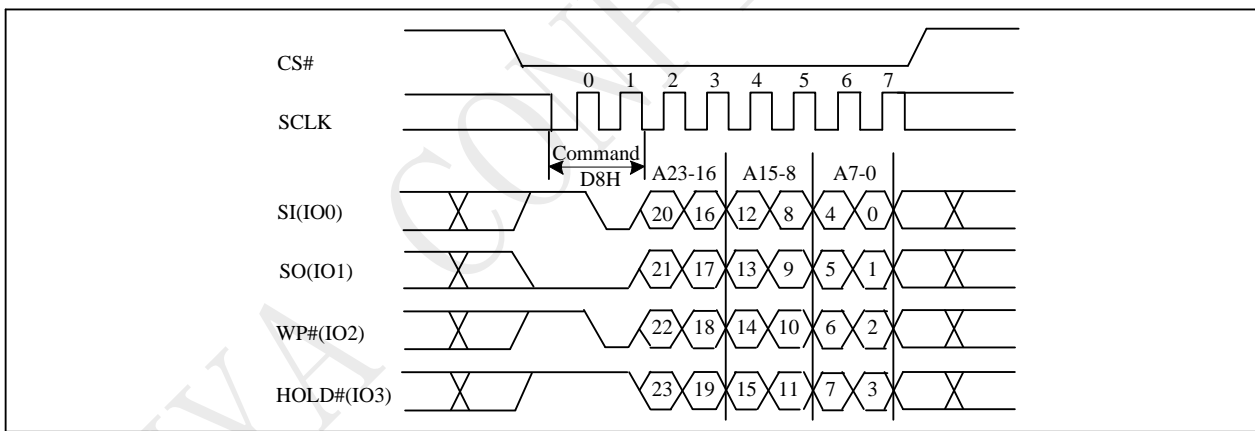 CS#
0 1 2 3 4 5 6 7
SCLK
Command
D8H
A23-16 A15-8 A7-0
SI(IO0) 20 16 12 8 4 0
SO(IO1) 21 17 13 9 5 1
WP#(IO2) 22 18 14 10 6 2
HOLD#(IO3) 23 19 15 11 7 3